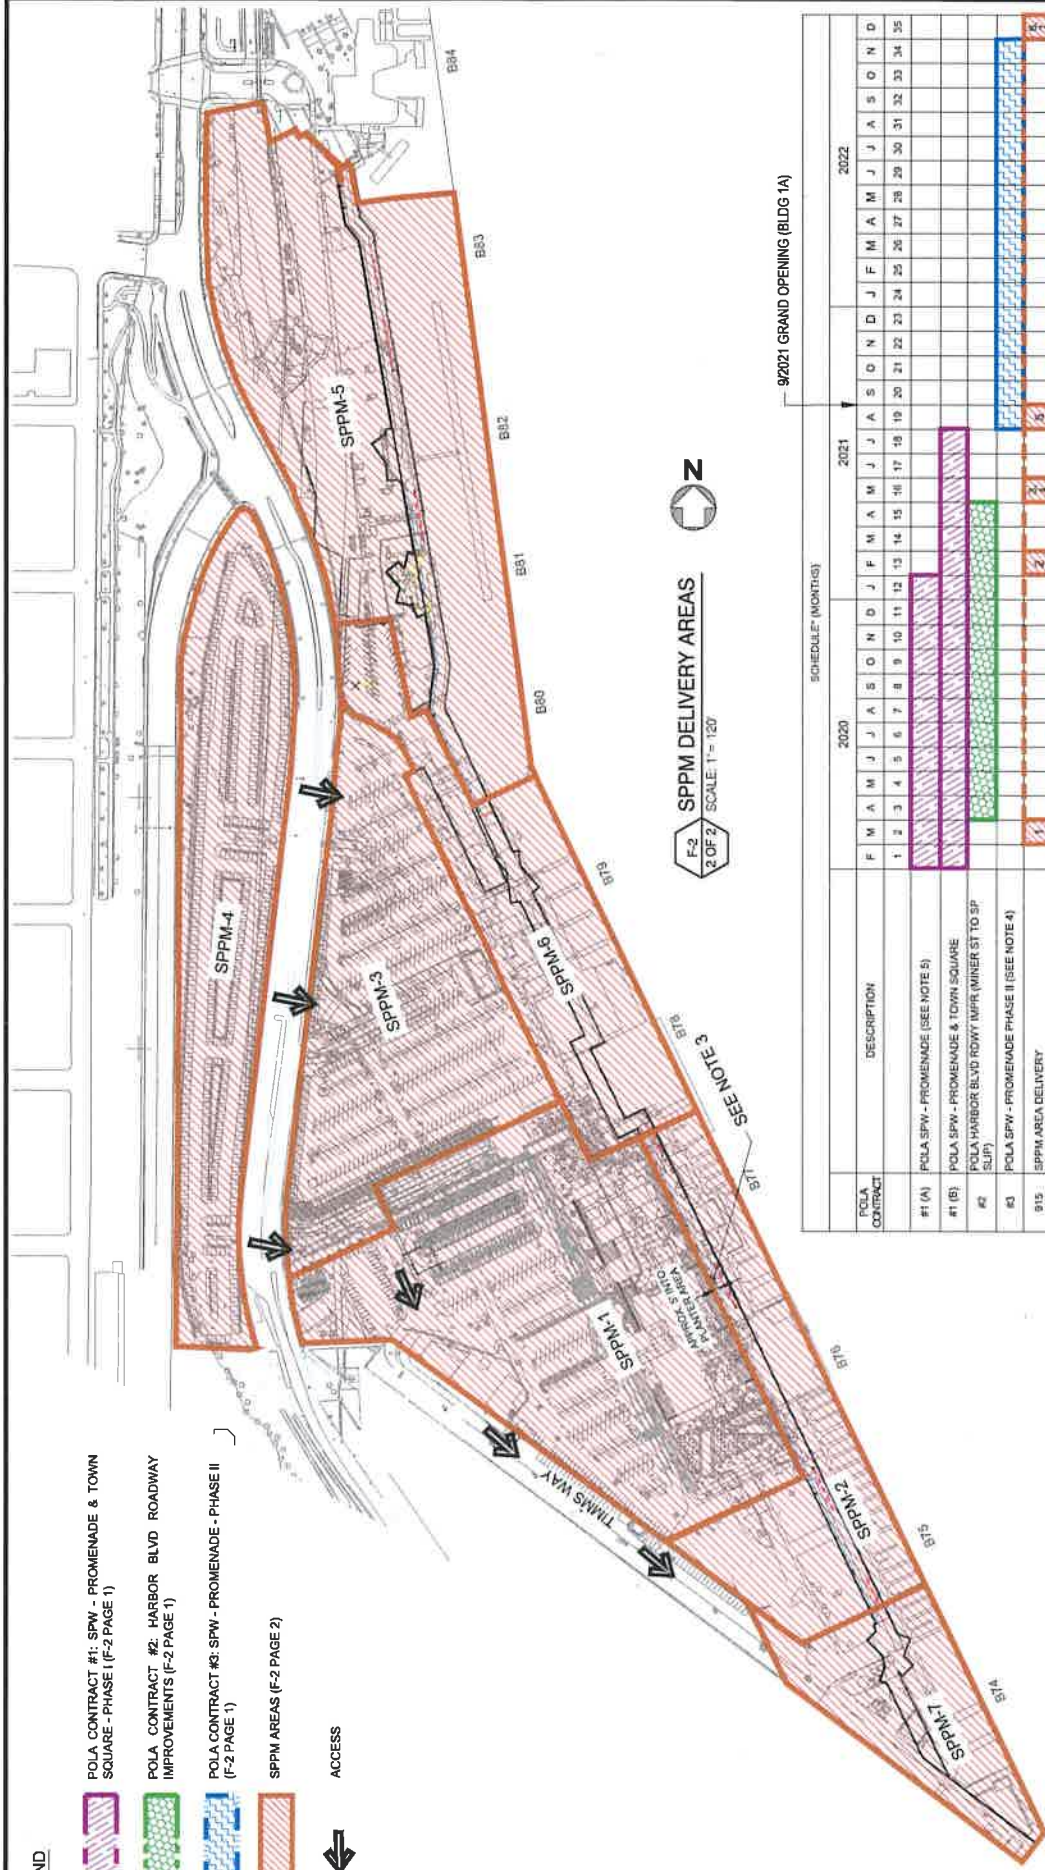 ND
POLA CONTRACT #1: SPW - PROMENADE & TOWN
SQUARE - PHASE I (F-2 PAGE 1)
POLA CONTRACT #2: HARBOR BLVD ROADWAY
IMPROVEMENTS (F-2 PAGE 1)
POLA CONTRACT #3: SPW - PROMENADE - PHASE II
(F-2 PAGE 1)
SPPM AREAS (F-2 PAGE 2)
ACCESS
SPPM-4
SPPM-5
SPPM-3
SPPM-6
SPPM-1
SPPM-2
SPPM-7
TIMMS WAY
APPROX. 5' INTO
PLANTER AREA
SEE NOTE 3
B74
B75
B76
B77
B78
B79
B80
B81
B82
B83
B84
N
F-2
2 OF 2
SPPM DELIVERY AREAS
SCALE: 1" = 120'
9/2021 GRAND OPENING (BLDG 1A)
SCHEDULE* (MONTHS)
2020 2021 2022
POLA
CONTRACT
DESCRIPTION
F M A M J J A S O N D J F M A M J J A S O N D J F M A M J J A S O N D
1 2 3 4 5 6 7 8 9 10 11 12 13 14 15 16 17 18 19 20 21 22 23 24 25 26 27 28 29 30 31 32 33 34 35
#1 (A) POLA SPW - PROMENADE (SEE NOTE 5)
#1 (B) POLA SPW - PROMENADE & TOWN SQUARE
#2 POLA HARBOR BLVD RDWY IMPR (MINER ST TO SP
SLIP)
#3 POLA SPW - PROMENADE PHASE II (SEE NOTE 4)
915 SPPM AREA DELIVERY
1 2